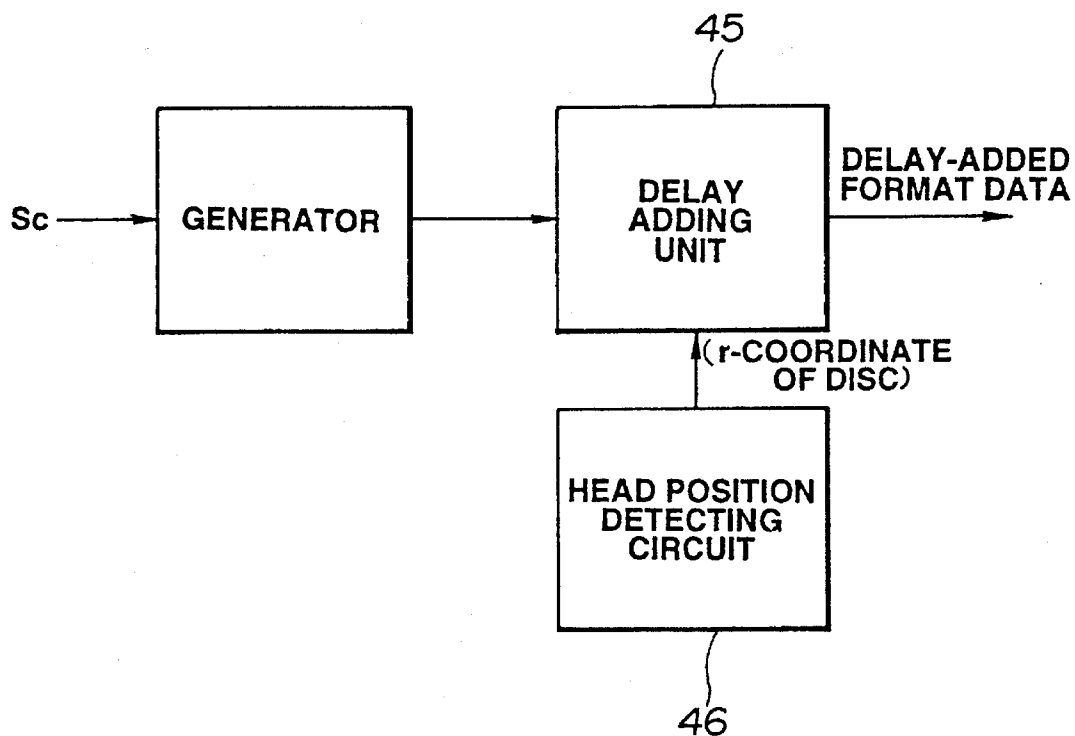 45
Sc
GENERATOR
DELAY
ADDING
UNIT
DELAY-ADDED
FORMAT DATA
(r-COORDINATE
OF DISC)
HEAD POSITION
DETECTING
CIRCUIT
46